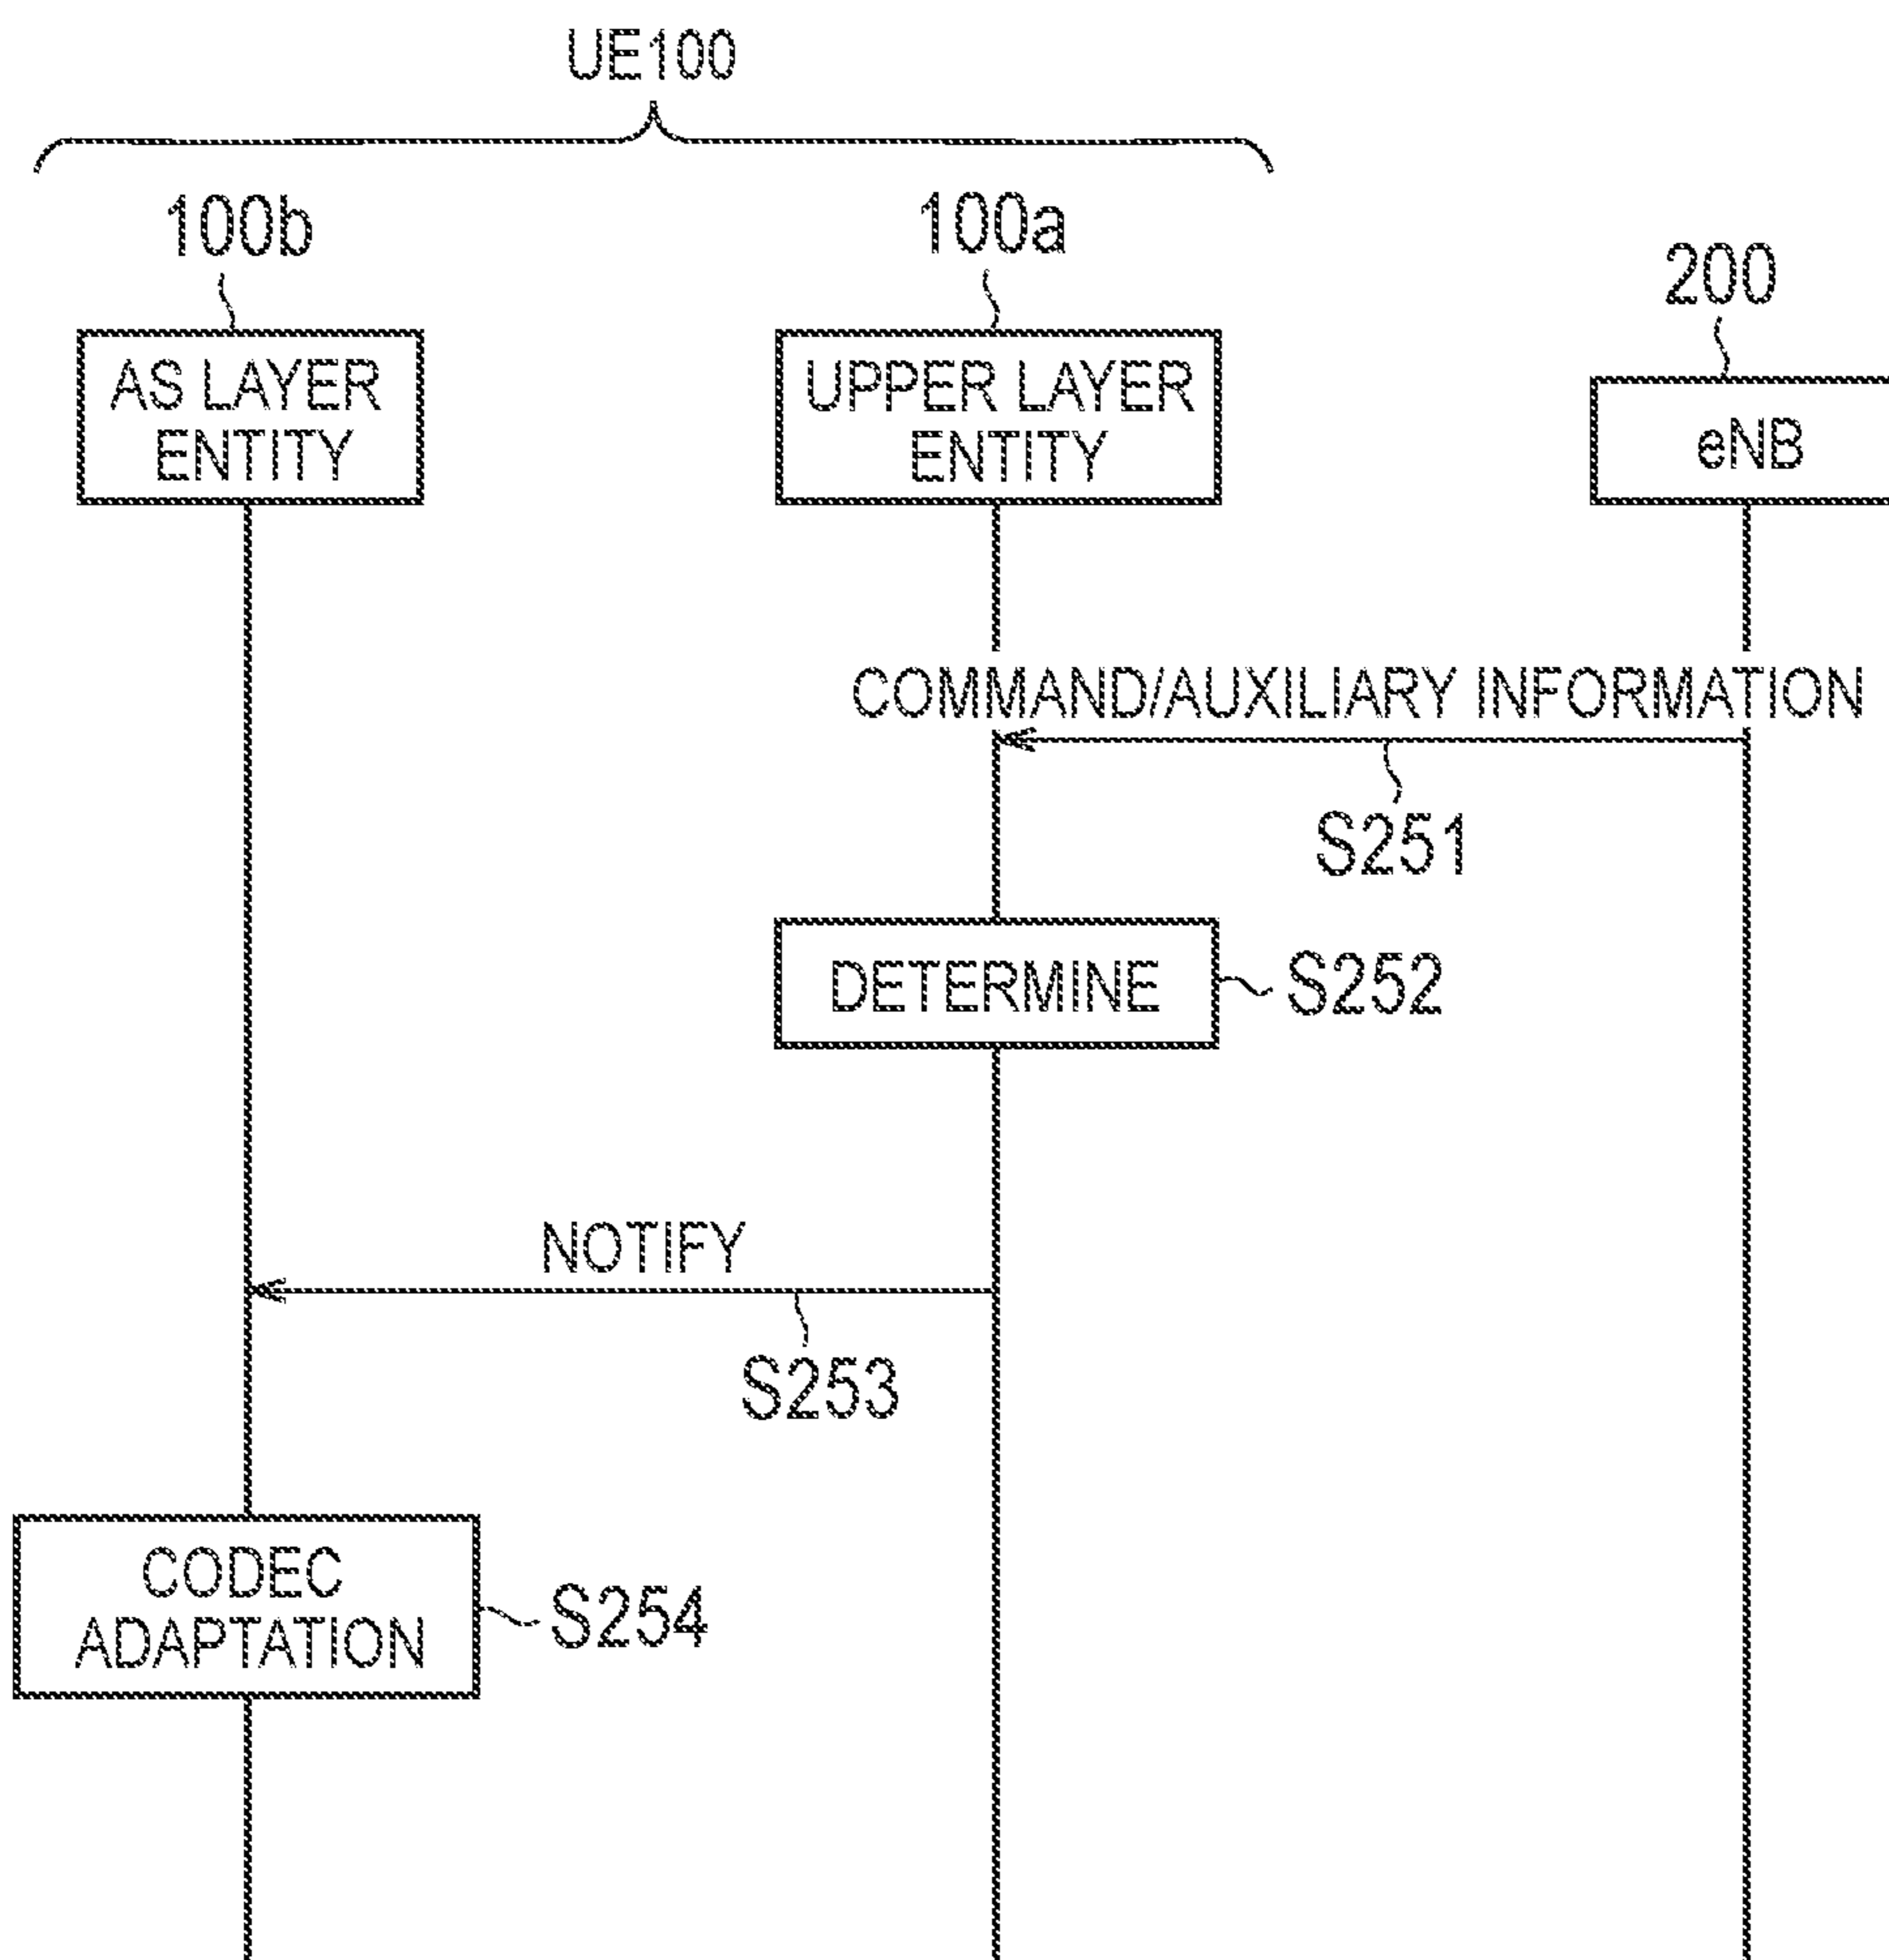 UE100
100b
100a
200
AS LAYER
ENTITY
UPPER LAYER
ENTITY
eNB
COMMAND/AUXILIARY INFORMATION
S251
DETERMINE
S252
NOTIFY
S253
CODEC
ADAPTATION
S254